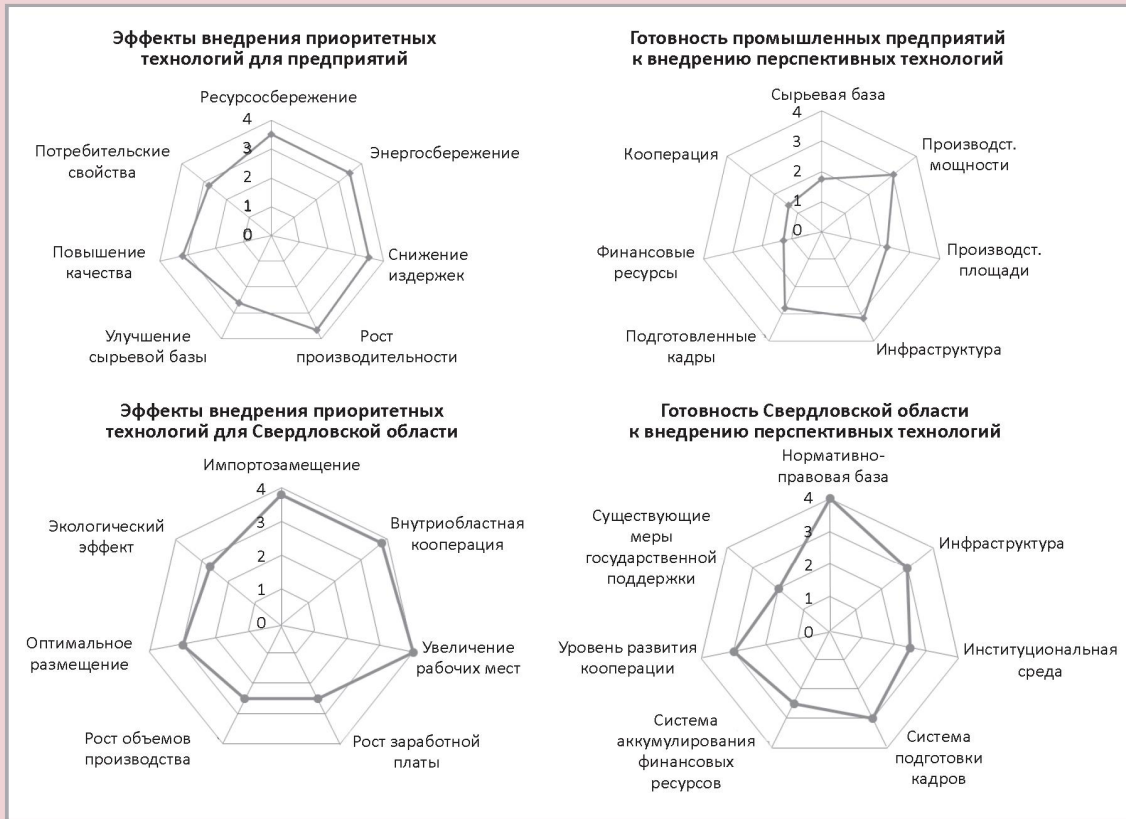 Эффекты внедрения приоритетных
технологий для предприятий
Ресурсосбережение
4
3
2
1
0
Энергосбережение
Снижение
издержек
Рост
производительности
Улучшение
сырьевой базы
Повышение
качества
Потребительские
свойства
Готовность промышленных предприятий
к внедрению перспективных технологий
Сырьевая база
4
3
2
1
0
Производст.
мощности
Производст.
площади
Инфраструктура
Подготовленные
кадры
Финансовые
ресурсы
Кооперация
Эффекты внедрения приоритетных
технологий для Свердловской области
Импортозамещение
4
3
2
1
0
Внутриобластная
кооперация
Увеличение
рабочих мест
Рост заработной
платы
Рост объемов
производства
Оптимальное
размещение
Экологический
эффект
Готовность Свердловской области
к внедрению перспективных технологий
Нормативно-
правовая база
4
3
2
1
0
Инфраструктура
Институциональная
среда
Система
подготовки
кадров
Система
аккумулирования
финансовых
ресурсов
Уровень развития
кооперации
Существующие
меры
государственной
поддержки